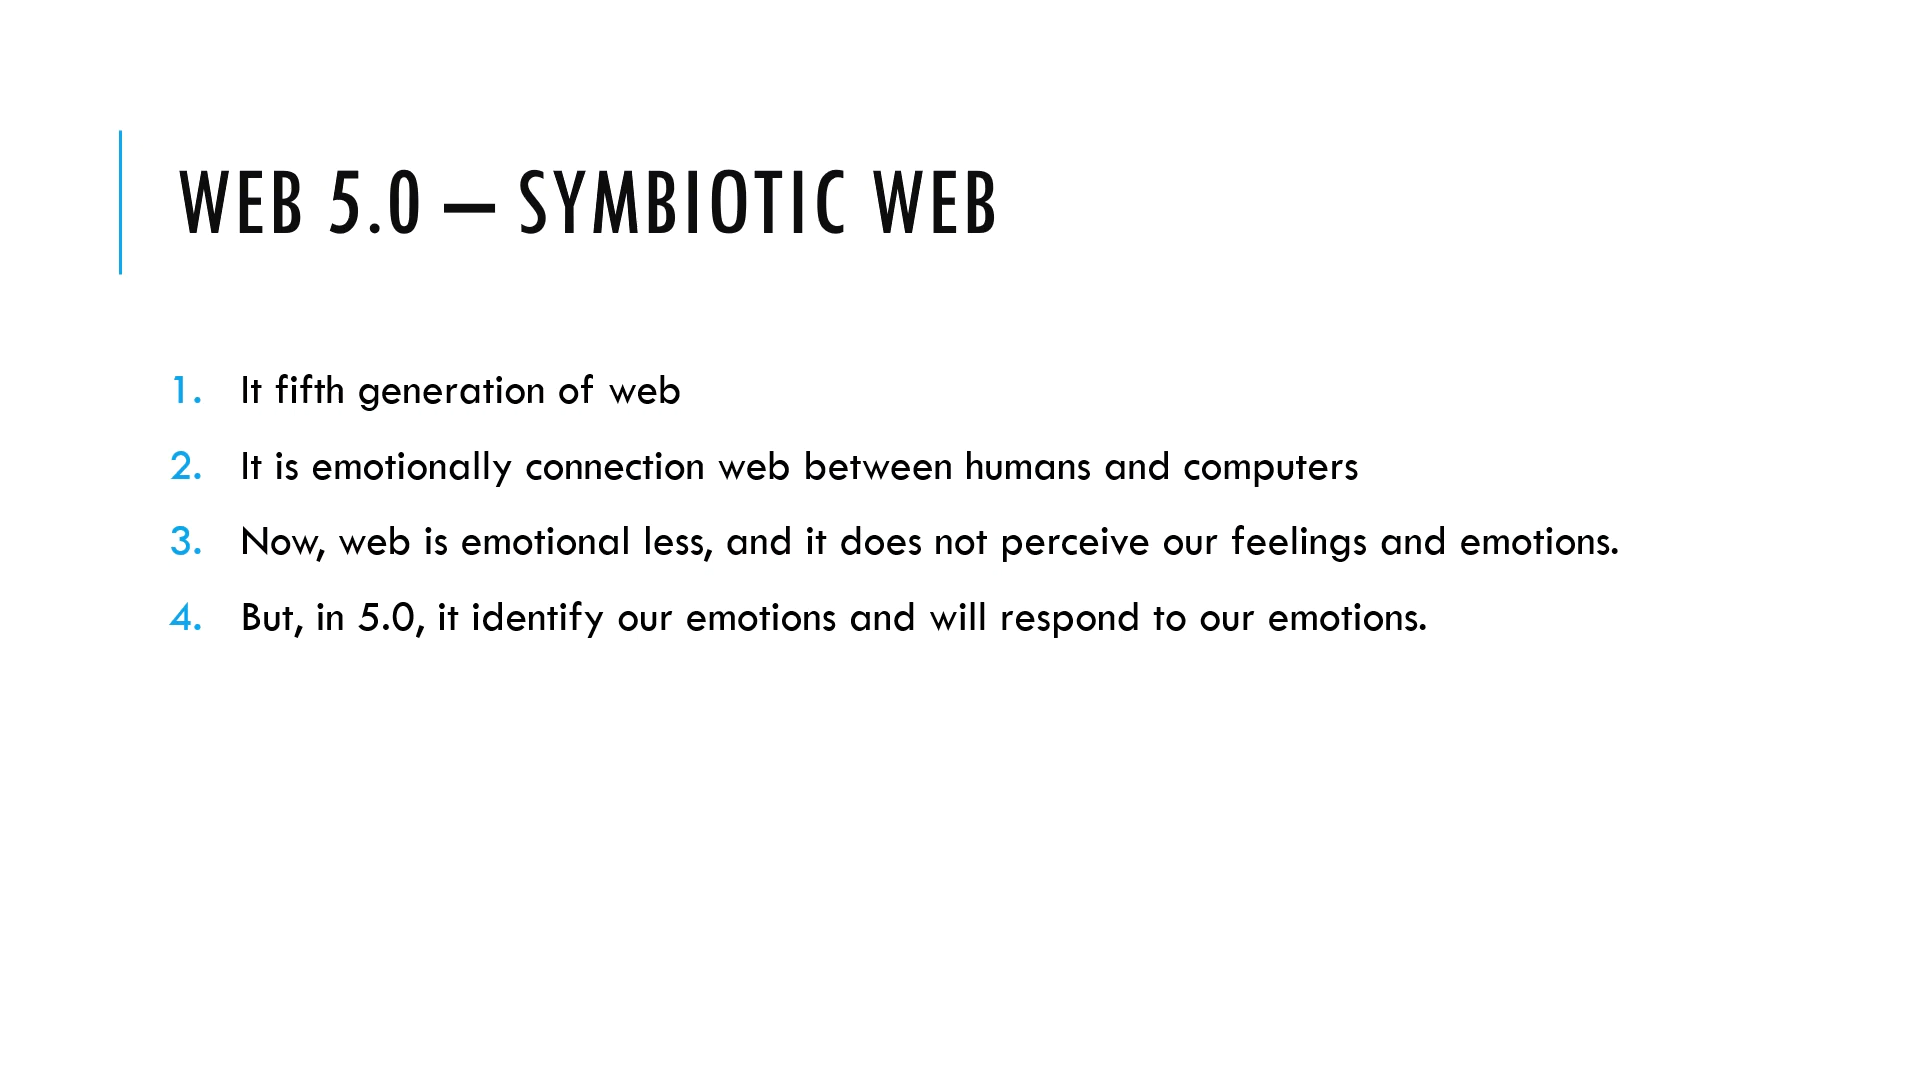 WEB 5.0 – SYMBIOTIC WEB
1. It fifth generation of web
2. It is emotionally connection web between humans and computers
3. Now, web is emotional less, and it does not perceive our feelings and emotions.
4. But, in 5.0, it identify our emotions and will respond to our emotions.